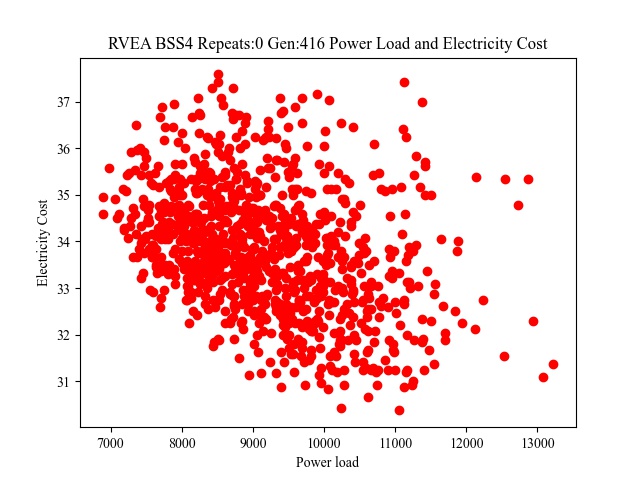 RVEA BSS4 Repeats:0 Gen:416 Power Load and Electricity Cost
37
36
35
34
33
32
31
Electricity Cost
7000 8000 9000 10000 11000 12000 13000
Power load